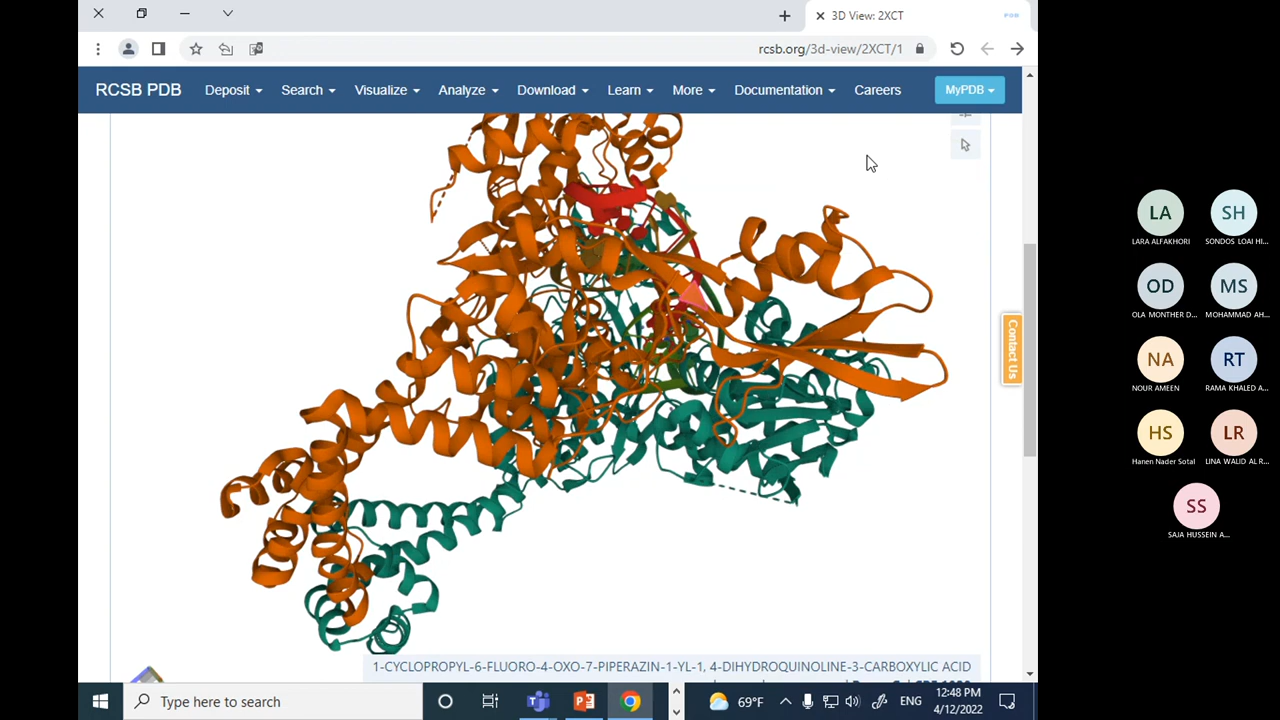 3D View: 2XCT
rcsb.org/3d-view/2XCT/1
RCSB PDB
Deposit
Search
Visualize
Analyze
Download
Learn
More
Documentation
Careers
MyPDB
Contact Us
1-CYCLOPROPYL-6-FLUORO-4-OXO-7-PIPERAZIN-1-YL-1, 4-DIHYDROQUINOLINE-3-CARBOXYLIC ACID
LA
LARA ALFAKHORI
SH
SONDOS LOAI HI...
OD
OLA MONTHER D...
MS
MOHAMMAD AH...
NA
NOUR AMEEN
RT
RAMA KHALED A...
HS
Hanen Nader Sotal
LR
LINA WALID AL R...
SS
SAJA HUSSEIN A...
Type here to search
69°F
ENG
12:48 PM
4/12/2022